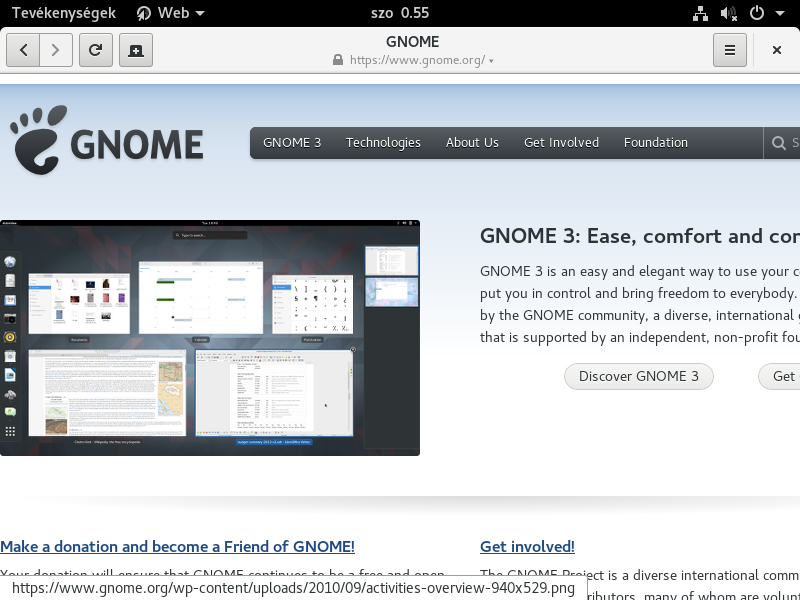 Tevékenységek Web szo 0.55
GNOME
https://www.gnome.org/
GNOME
GNOME 3 Technologies About Us Get Involved Foundation S
Type to search...
GNOME 3: Ease, comfort and con
GNOME 3 is an easy and elegant way to use your c
put you in control and bring freedom to everybody.
by the GNOME community, a diverse, international g
that is supported by an independent, non-profit fou
Discover GNOME 3 Get
Make a donation and become a Friend of GNOME!
Get involved!
Your donation will ensure that GNOME continues to be a free and open
The GNOME Project is a diverse international comm
ributors, many of whom are volun
https://www.gnome.org/wp-content/uploads/2010/09/activities-overview-940x529.png